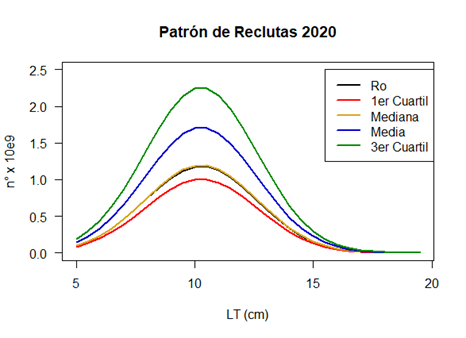 Patrón de Reclutas 2020
n° x 10e9
2.5
2.0
1.5
1.0
0.5
0.0
5
10
15
20
LT (cm)
Ro
1er Cuartil
Mediana
Media
3er Cuartil